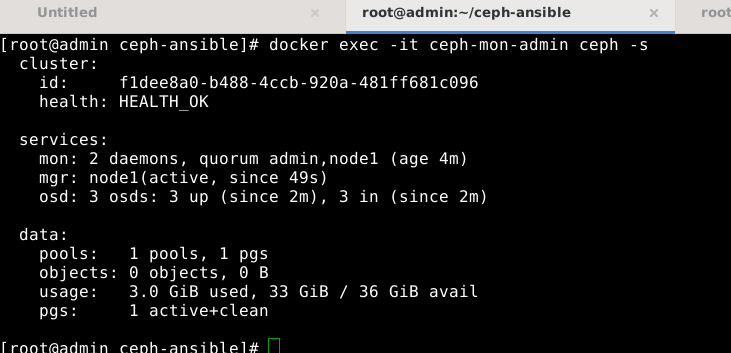 Untitled × root@admin:~/ceph-ansible × root
[root@admin ceph-ansible]# docker exec -it ceph-mon-admin ceph -s
  cluster:
    id:     f1dee8a0-b488-4ccb-920a-481ff681c096
    health: HEALTH_OK

  services:
    mon: 2 daemons, quorum admin,node1 (age 4m)
    mgr: node1(active, since 49s)
    osd: 3 osds: 3 up (since 2m), 3 in (since 2m)

  data:
    pools:   1 pools, 1 pgs
    objects: 0 objects, 0 B
    usage:   3.0 GiB used, 33 GiB / 36 GiB avail
    pgs:     1 active+clean

[root@admin ceph-ansible]#